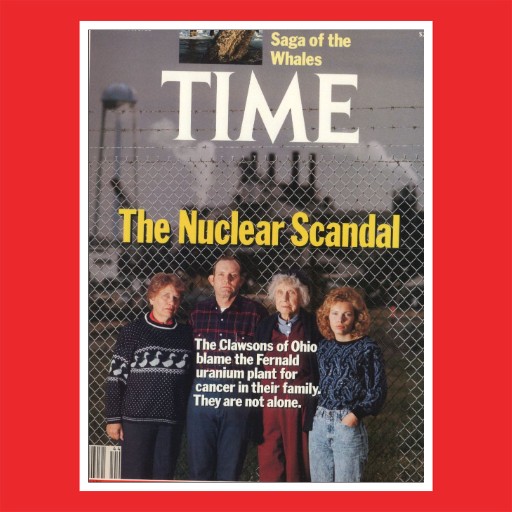 Saga of the
Whales
TIME
The Nuclear Scandal
The Clawsons of Ohio
blame the Fernald
uranium plant for
cancer in their family.
They are not alone.